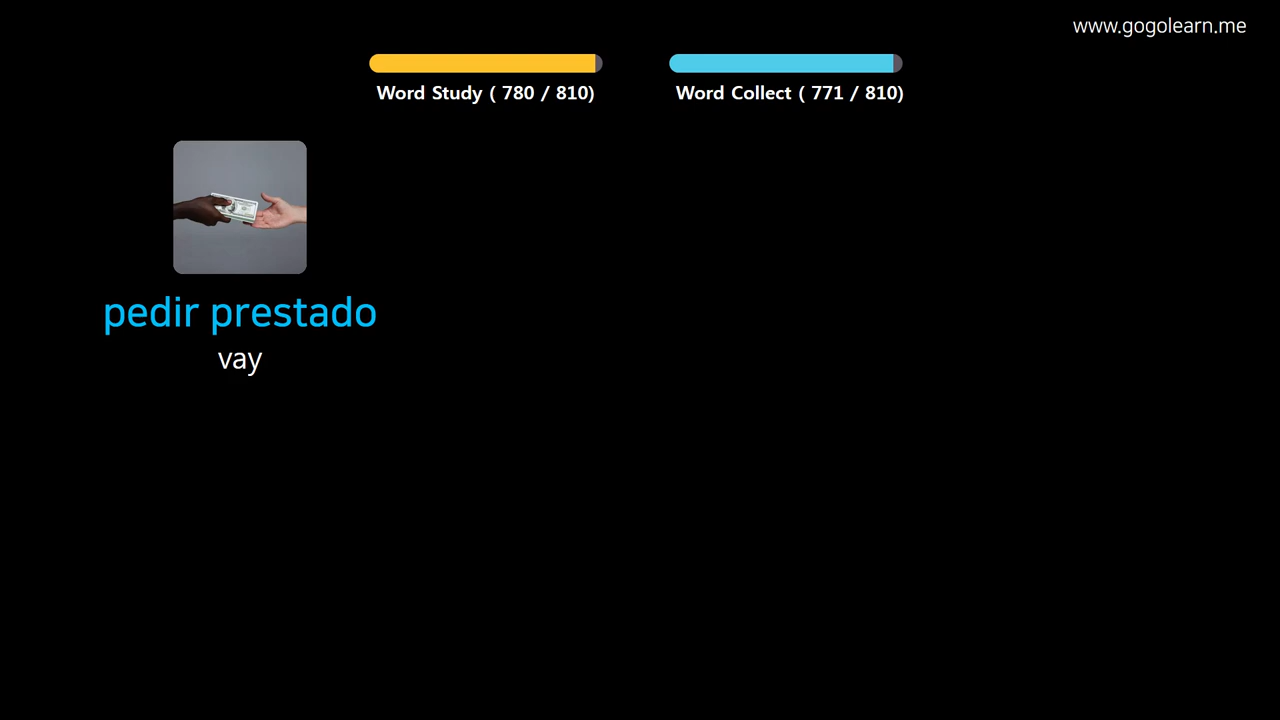 www.gogolearn.me
Word Study ( 780 / 810)
Word Collect ( 771 / 810)
pedir prestado
vay